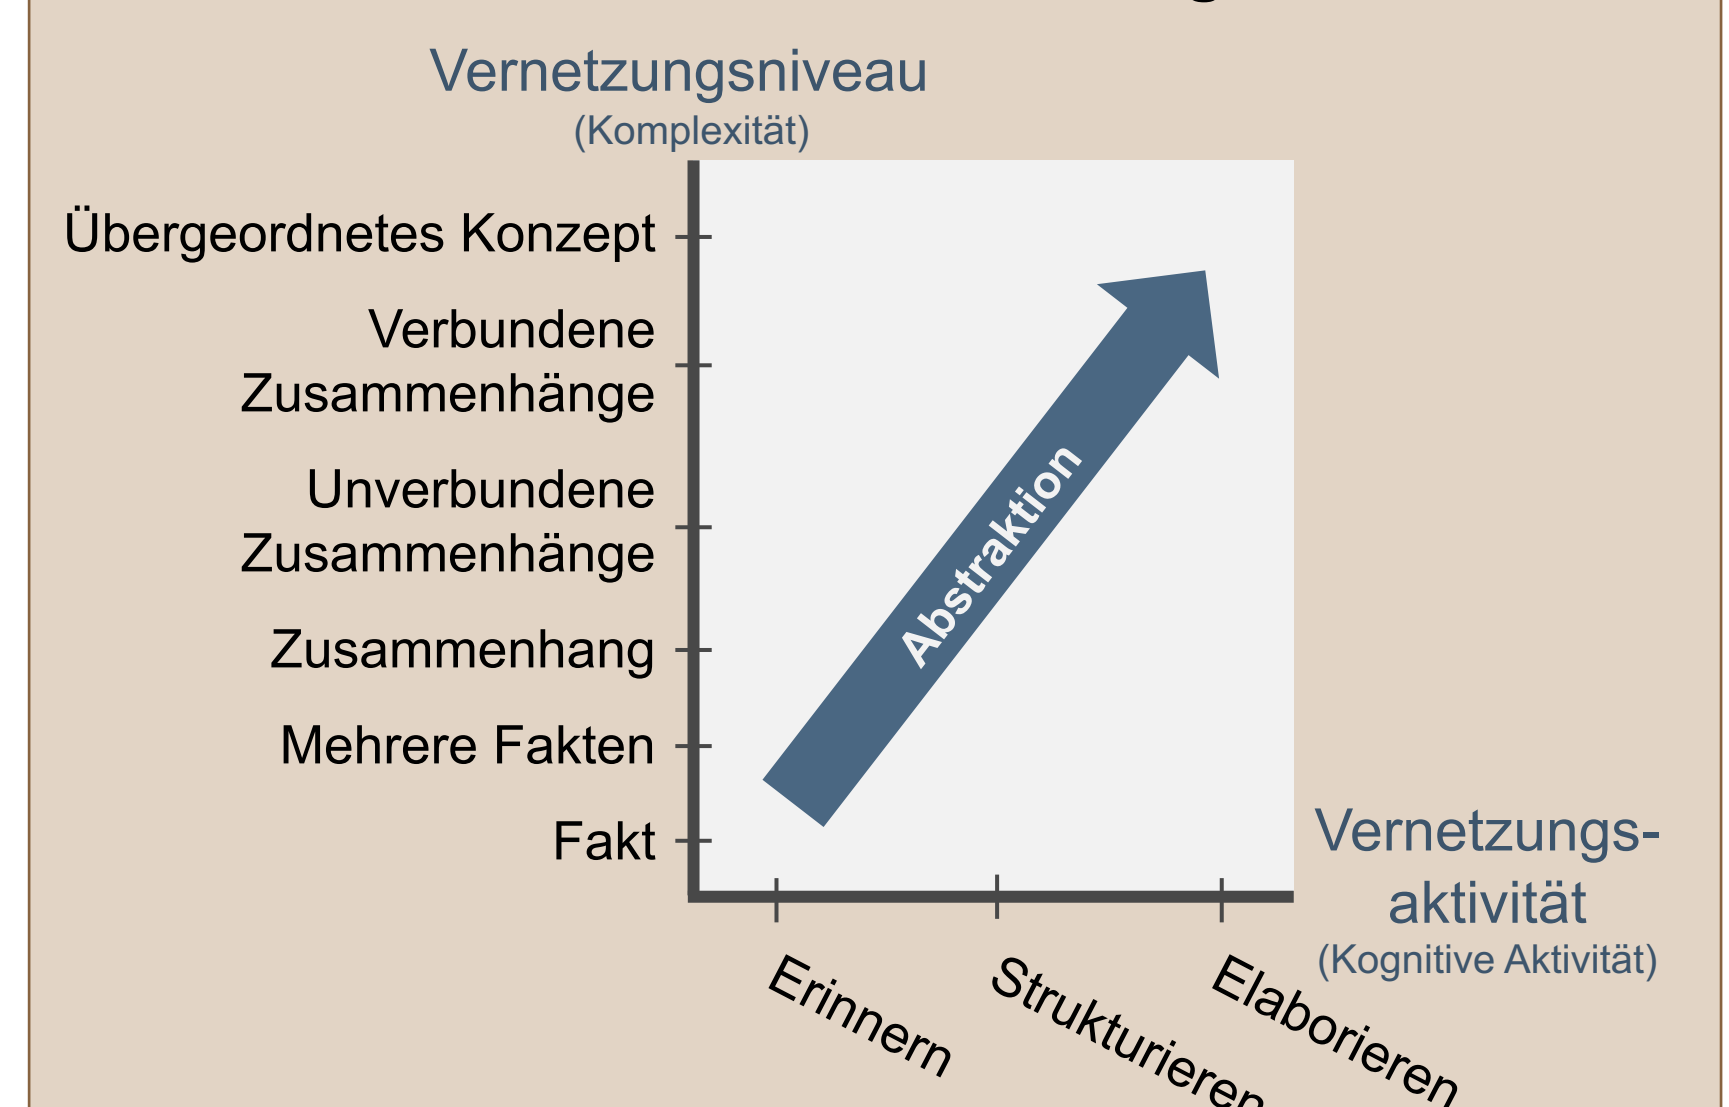 Vernetzungsniveau
(Komplexität)
Übergeordnetes Konzept
Verbundene
Zusammenhänge
Unverbundene
Zusammenhänge
Zusammenhang
Mehrere Fakten
Fakt
Abstraktion
Vernetzungs-
aktivität
(Kognitive Aktivität)
Erinnern
Strukturieren
Elaborieren